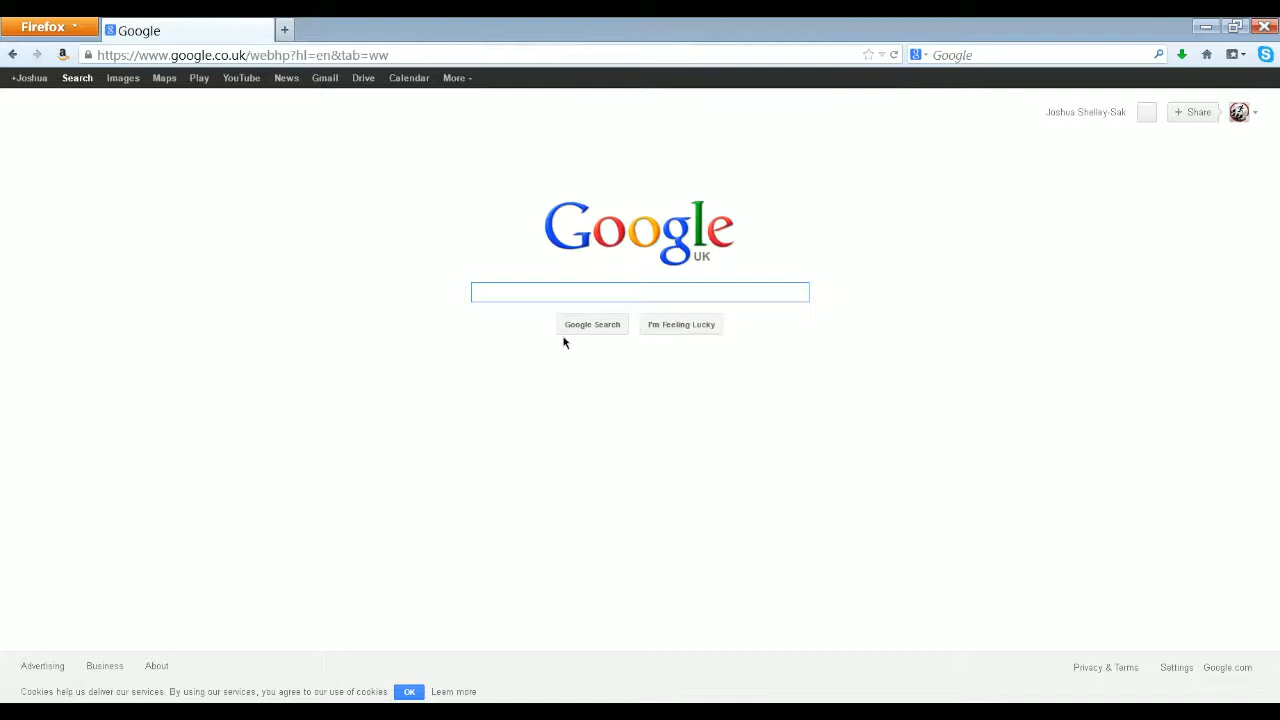 Firefox
Google
https://www.google.co.uk/webhp?hl=en&tab=ww
Google
+Joshua Search Images Maps Play YouTube News Gmail Drive Calendar More
Joshua Shelley-Sak
+ Share
Google
UK
Google Search
I'm Feeling Lucky
Advertising Business About
Privacy & Terms Settings Google.com
Cookies help us deliver our services. By using our services, you agree to our use of cookies. OK Learn more